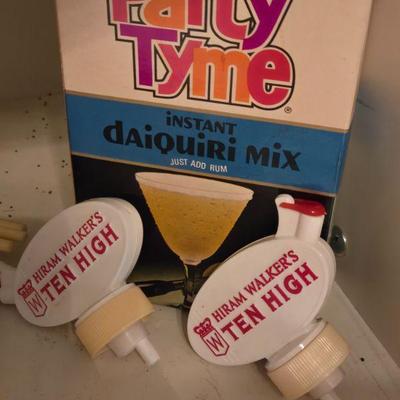 Party
Tyme®
iNSTANT
dAiQUiRi MiX
JUST ADD RUM
HIRAM WALKER'S
W TEN HIGH
HIRAM WALKER'S
W TEN HIGH